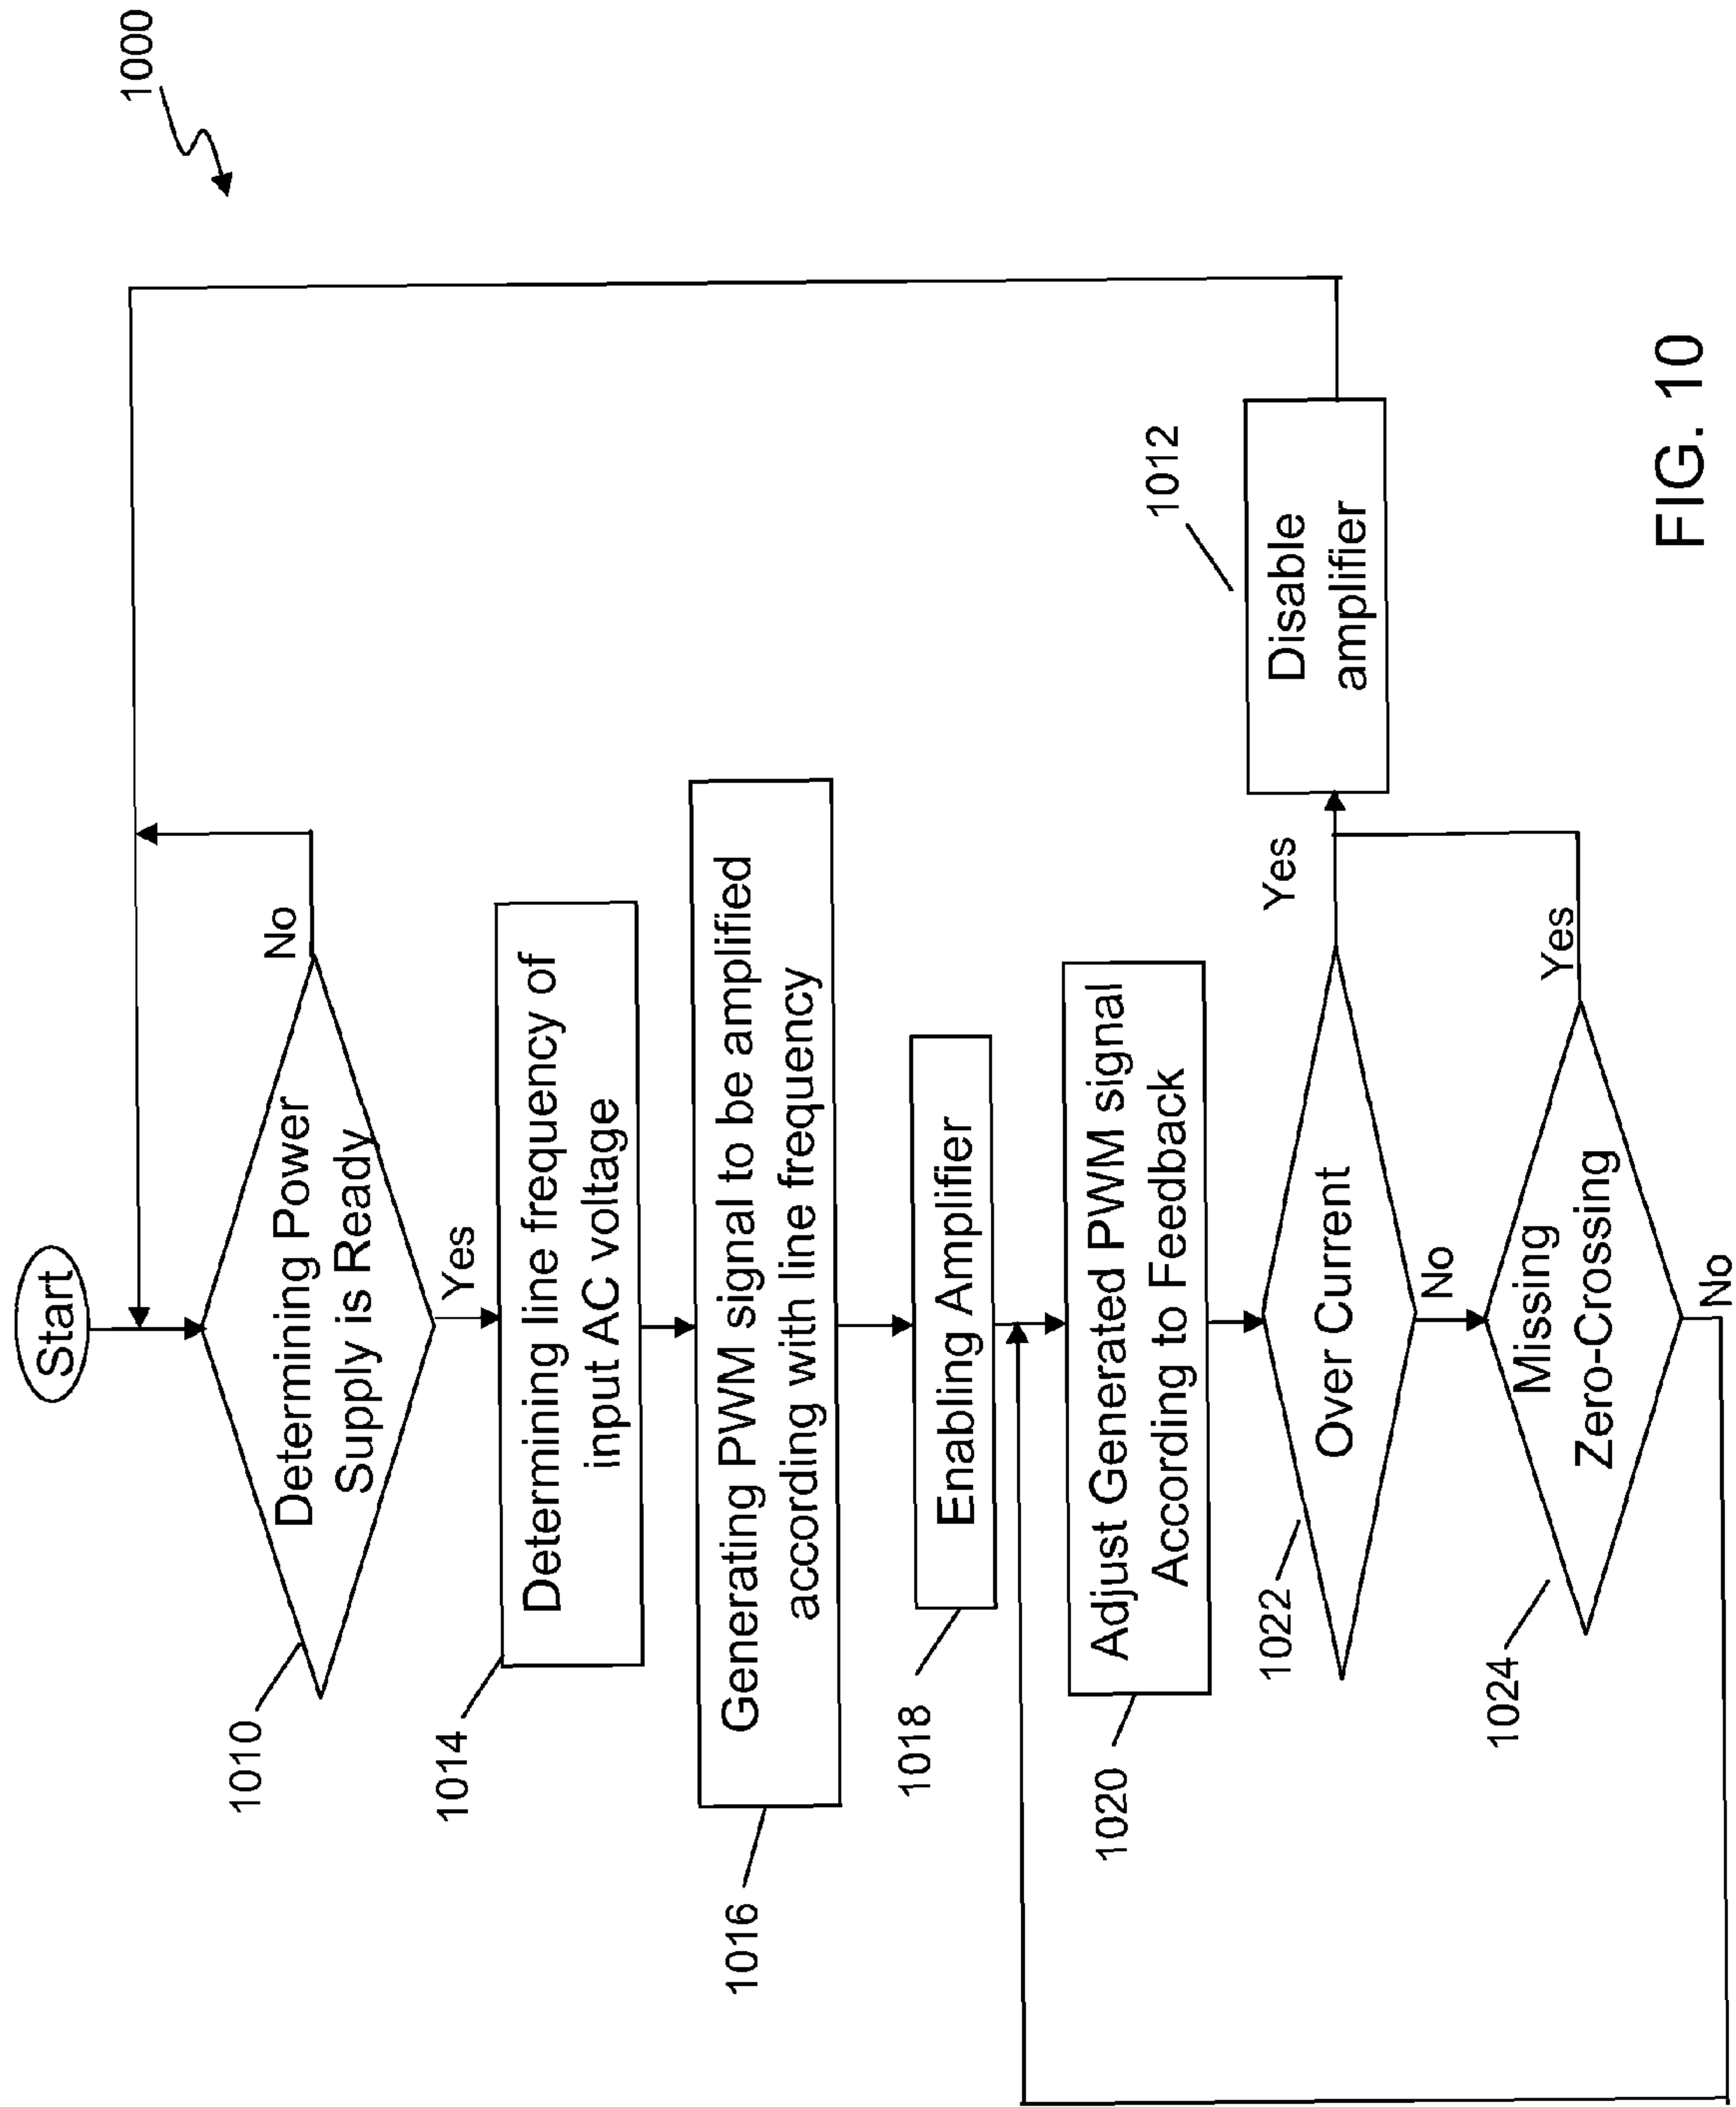 1000
Start
Determining Power
Supply is Ready
No
1010
Yes
Determining line frequency of
input AC voltage
1014
Generating PWM signal to be amplified
according with line frequency
1016
Enabling Amplifier
1018
Adjust Generated PWM signal
According to Feedback
1020
Over Current
1022
Yes
Disable
amplifier
1012
No
Missing
Zero-Crossing
1024
Yes
No
FIG. 10